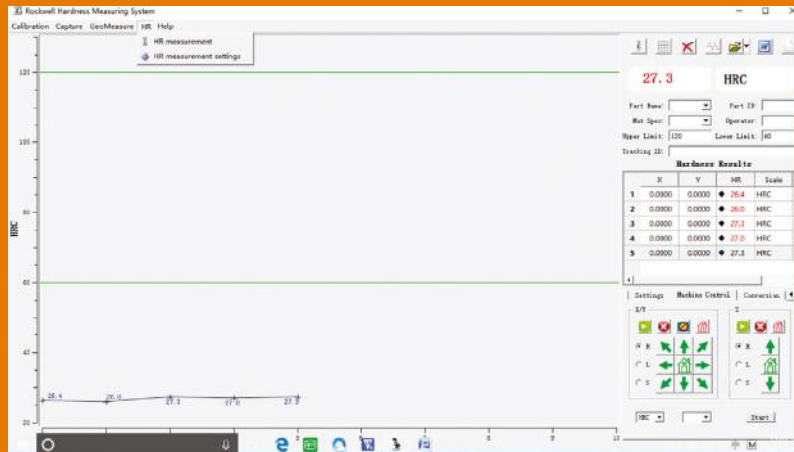 Rockwell Hardness Measuring System
Calibration Capture GeoMeasure HR Help
HR measurement
HR measurement settings
27.3 HRC
Part Name: Part ID:
Mat Spec: Operator:
Upper Limit: 120 Lower Limit: 60
Tracking ID:
Hardness Results
X Y HR Scale
1 0.0000 0.0000 26.4 HRC
2 0.0000 0.0000 26.0 HRC
3 0.0000 0.0000 27.3 HRC
4 0.0000 0.0000 27.0 HRC
5 0.0000 0.0000 27.3 HRC
Settings Machine Control Conversion
X/Y Z
R R
L L
S S
HRC Start
HRC
120
100
80
60
40
20
26.4 26.0 27.3 27.0 27.3
7 8 9 10
M